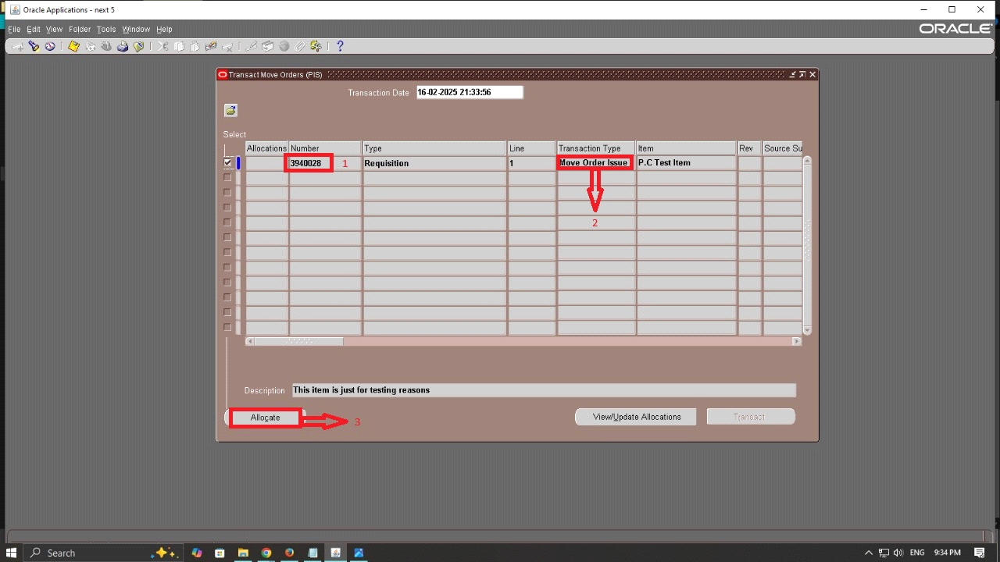 Oracle Applications - next 5
File Edit View Folder Tools Window Help
ORACLE
Transact Move Orders (PIS)
Transaction Date 16-02-2025 21:33:56
Select
Allocations Number Type Line Transaction Type Item Rev Source Su
3940028 1 Requisition 1 Move Order Issue P.C Test Item
2
Description This item is just for testing reasons
Allocate 3 View/Update Allocations Transact
Search ENG 9:34 PM